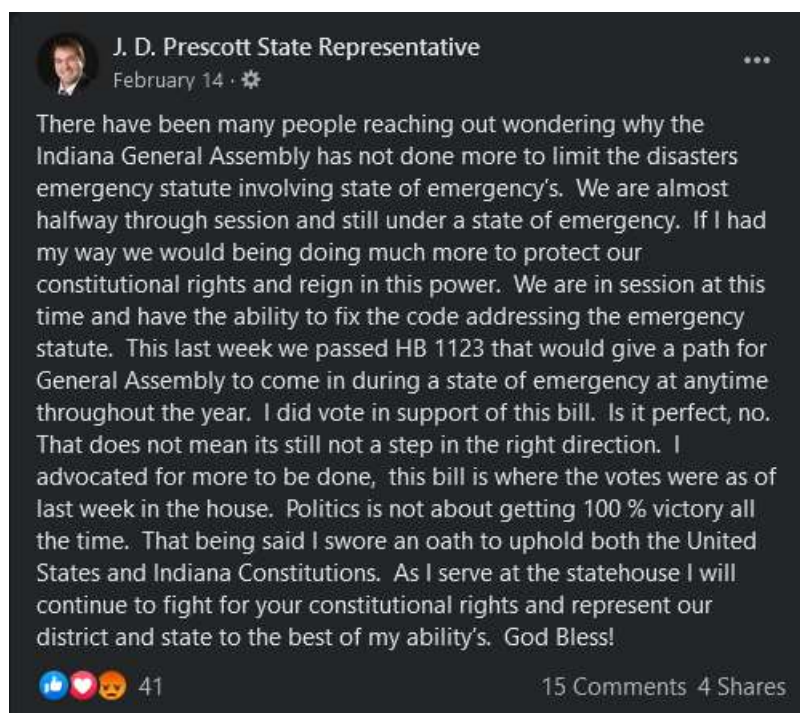 J. D. Prescott State Representative
February 14 ·
There have been many people reaching out wondering why the
Indiana General Assembly has not done more to limit the disasters
emergency statute involving state of emergency's.  We are almost
halfway through session and still under a state of emergency.  If I had
my way we would being doing much more to protect our
constitutional rights and reign in this power.  We are in session at this
time and have the ability to fix the code addressing the emergency
statute.  This last week we passed HB 1123 that would give a path for
General Assembly to come in during a state of emergency at anytime
throughout the year.  I did vote in support of this bill.  Is it perfect, no.
That does not mean its still not a step in the right direction.  I
advocated for more to be done,  this bill is where the votes were as of
last week in the house.  Politics is not about getting 100 % victory all
the time.  That being said I swore an oath to uphold both the United
States and Indiana Constitutions.  As I serve at the statehouse I will
continue to fight for your constitutional rights and represent our
district and state to the best of my ability's.  God Bless!
41
15 Comments  4 Shares